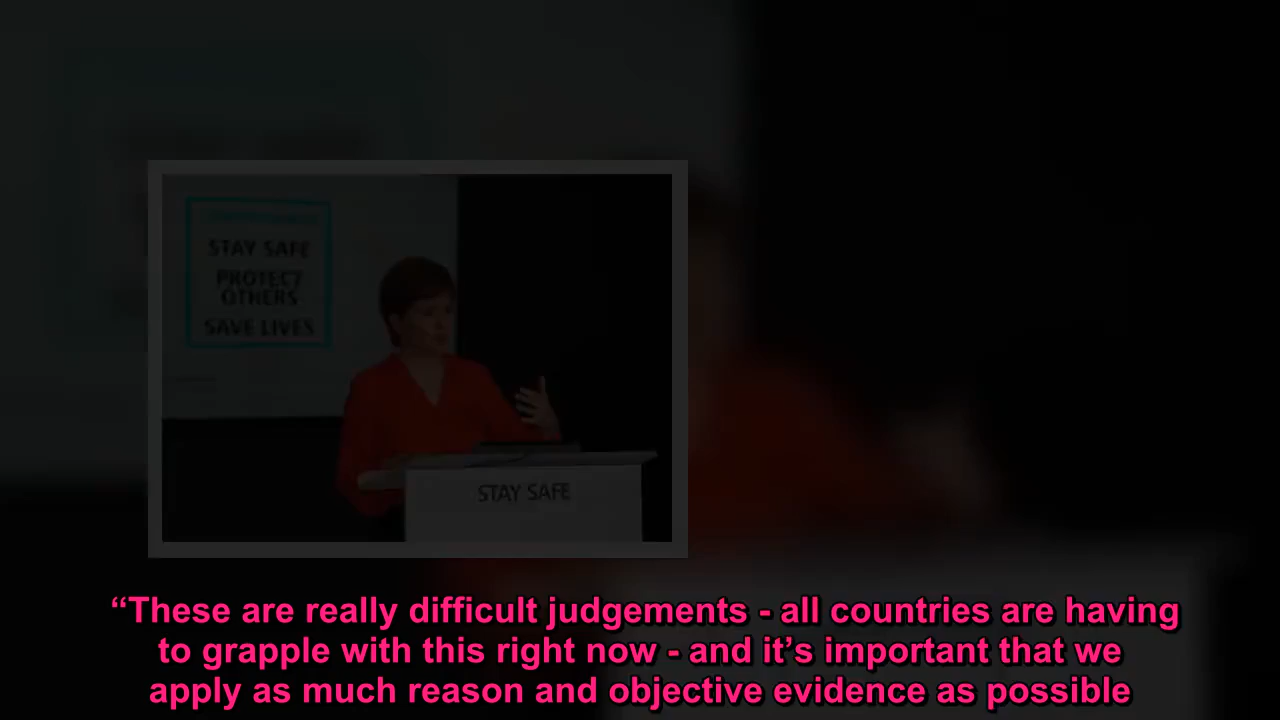 STAY SAFE
PROTECT
OTHERS
SAVE LIVES
STAY SAFE
“These are really difficult judgements - all countries are having
to grapple with this right now - and it’s important that we
apply as much reason and objective evidence as possible